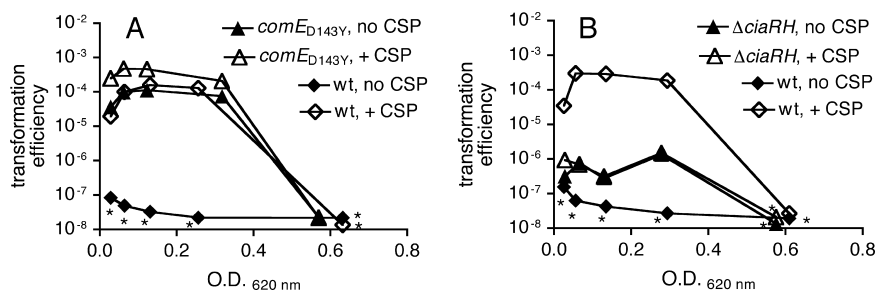 A
comE D143Y, no CSP
comE D143Y, + CSP
wt, no CSP
wt, + CSP
transformation
efficiency
10-2
10-3
10-4
10-5
10-6
10-7
10-8
* * * * * *
0.0 0.2 0.4 0.6 0.8
O.D. 620 nm
B
ΔciaRH, no CSP
ΔciaRH, + CSP
wt, no CSP
wt, + CSP
transformation
efficiency
10-2
10-3
10-4
10-5
10-6
10-7
10-8
* * * * * * *
0.0 0.2 0.4 0.6 0.8
O.D. 620 nm